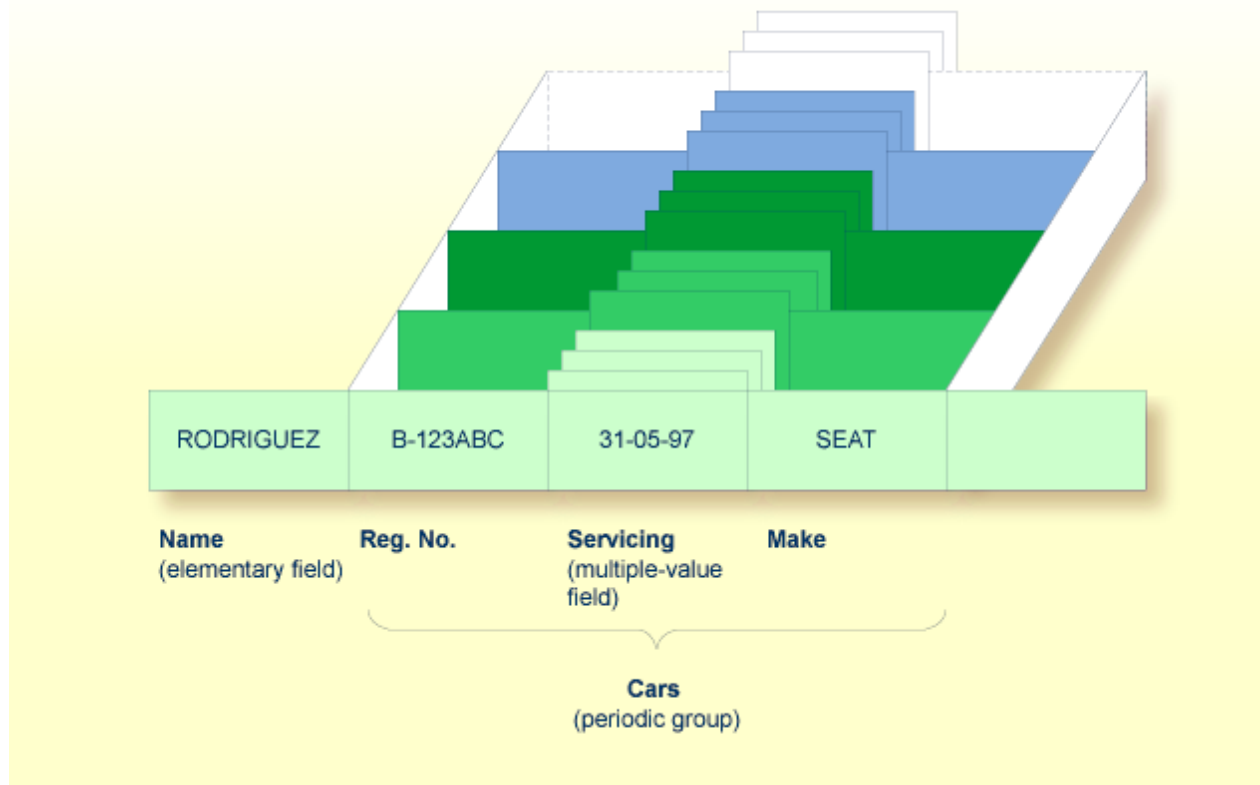 RODRIGUEZ B-123ABC 31-05-97 SEAT
Name Reg. No. Servicing Make
(elementary field) (multiple-value
field)
Cars
(periodic group)